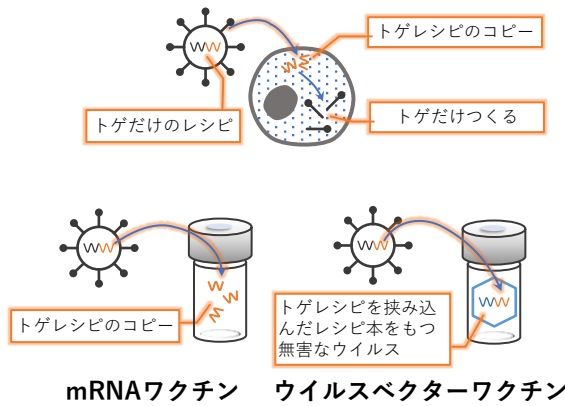 トゲレシピのコピー
トゲだけのレシピ
トゲだけつくる
トゲレシピのコピー
トゲレシピを挟み込
んだレシピ本をもつ
無害なウイルス
mRNAワクチン
ウイルスベクターワクチン